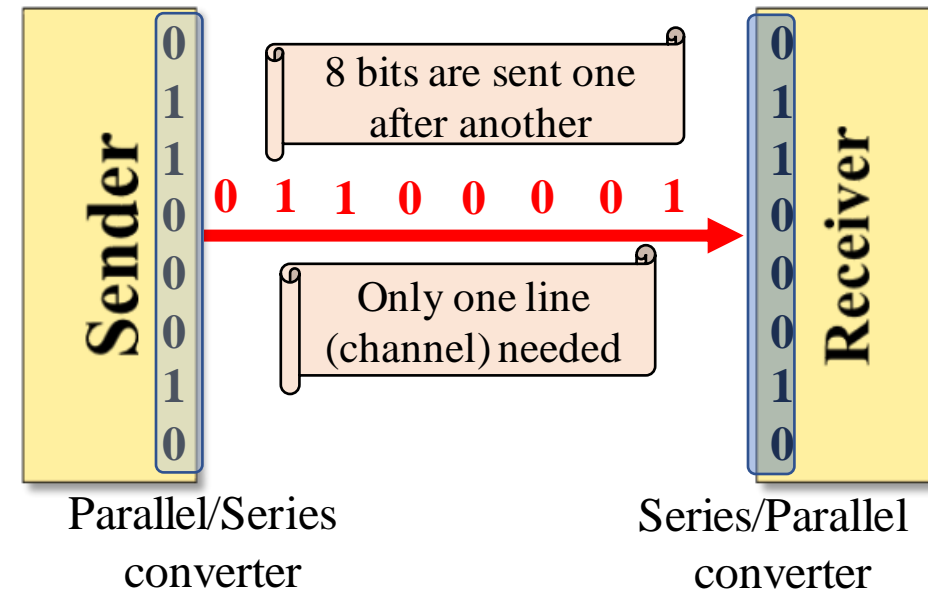 Sender
0
1
1
0
0
0
1
0
8 bits are sent one
after another
0 1 1 0 0 0 0 1
Only one line
(channel) needed
0
1
1
0
0
0
1
0
Receiver
Parallel/Series
converter
Series/Parallel
converter